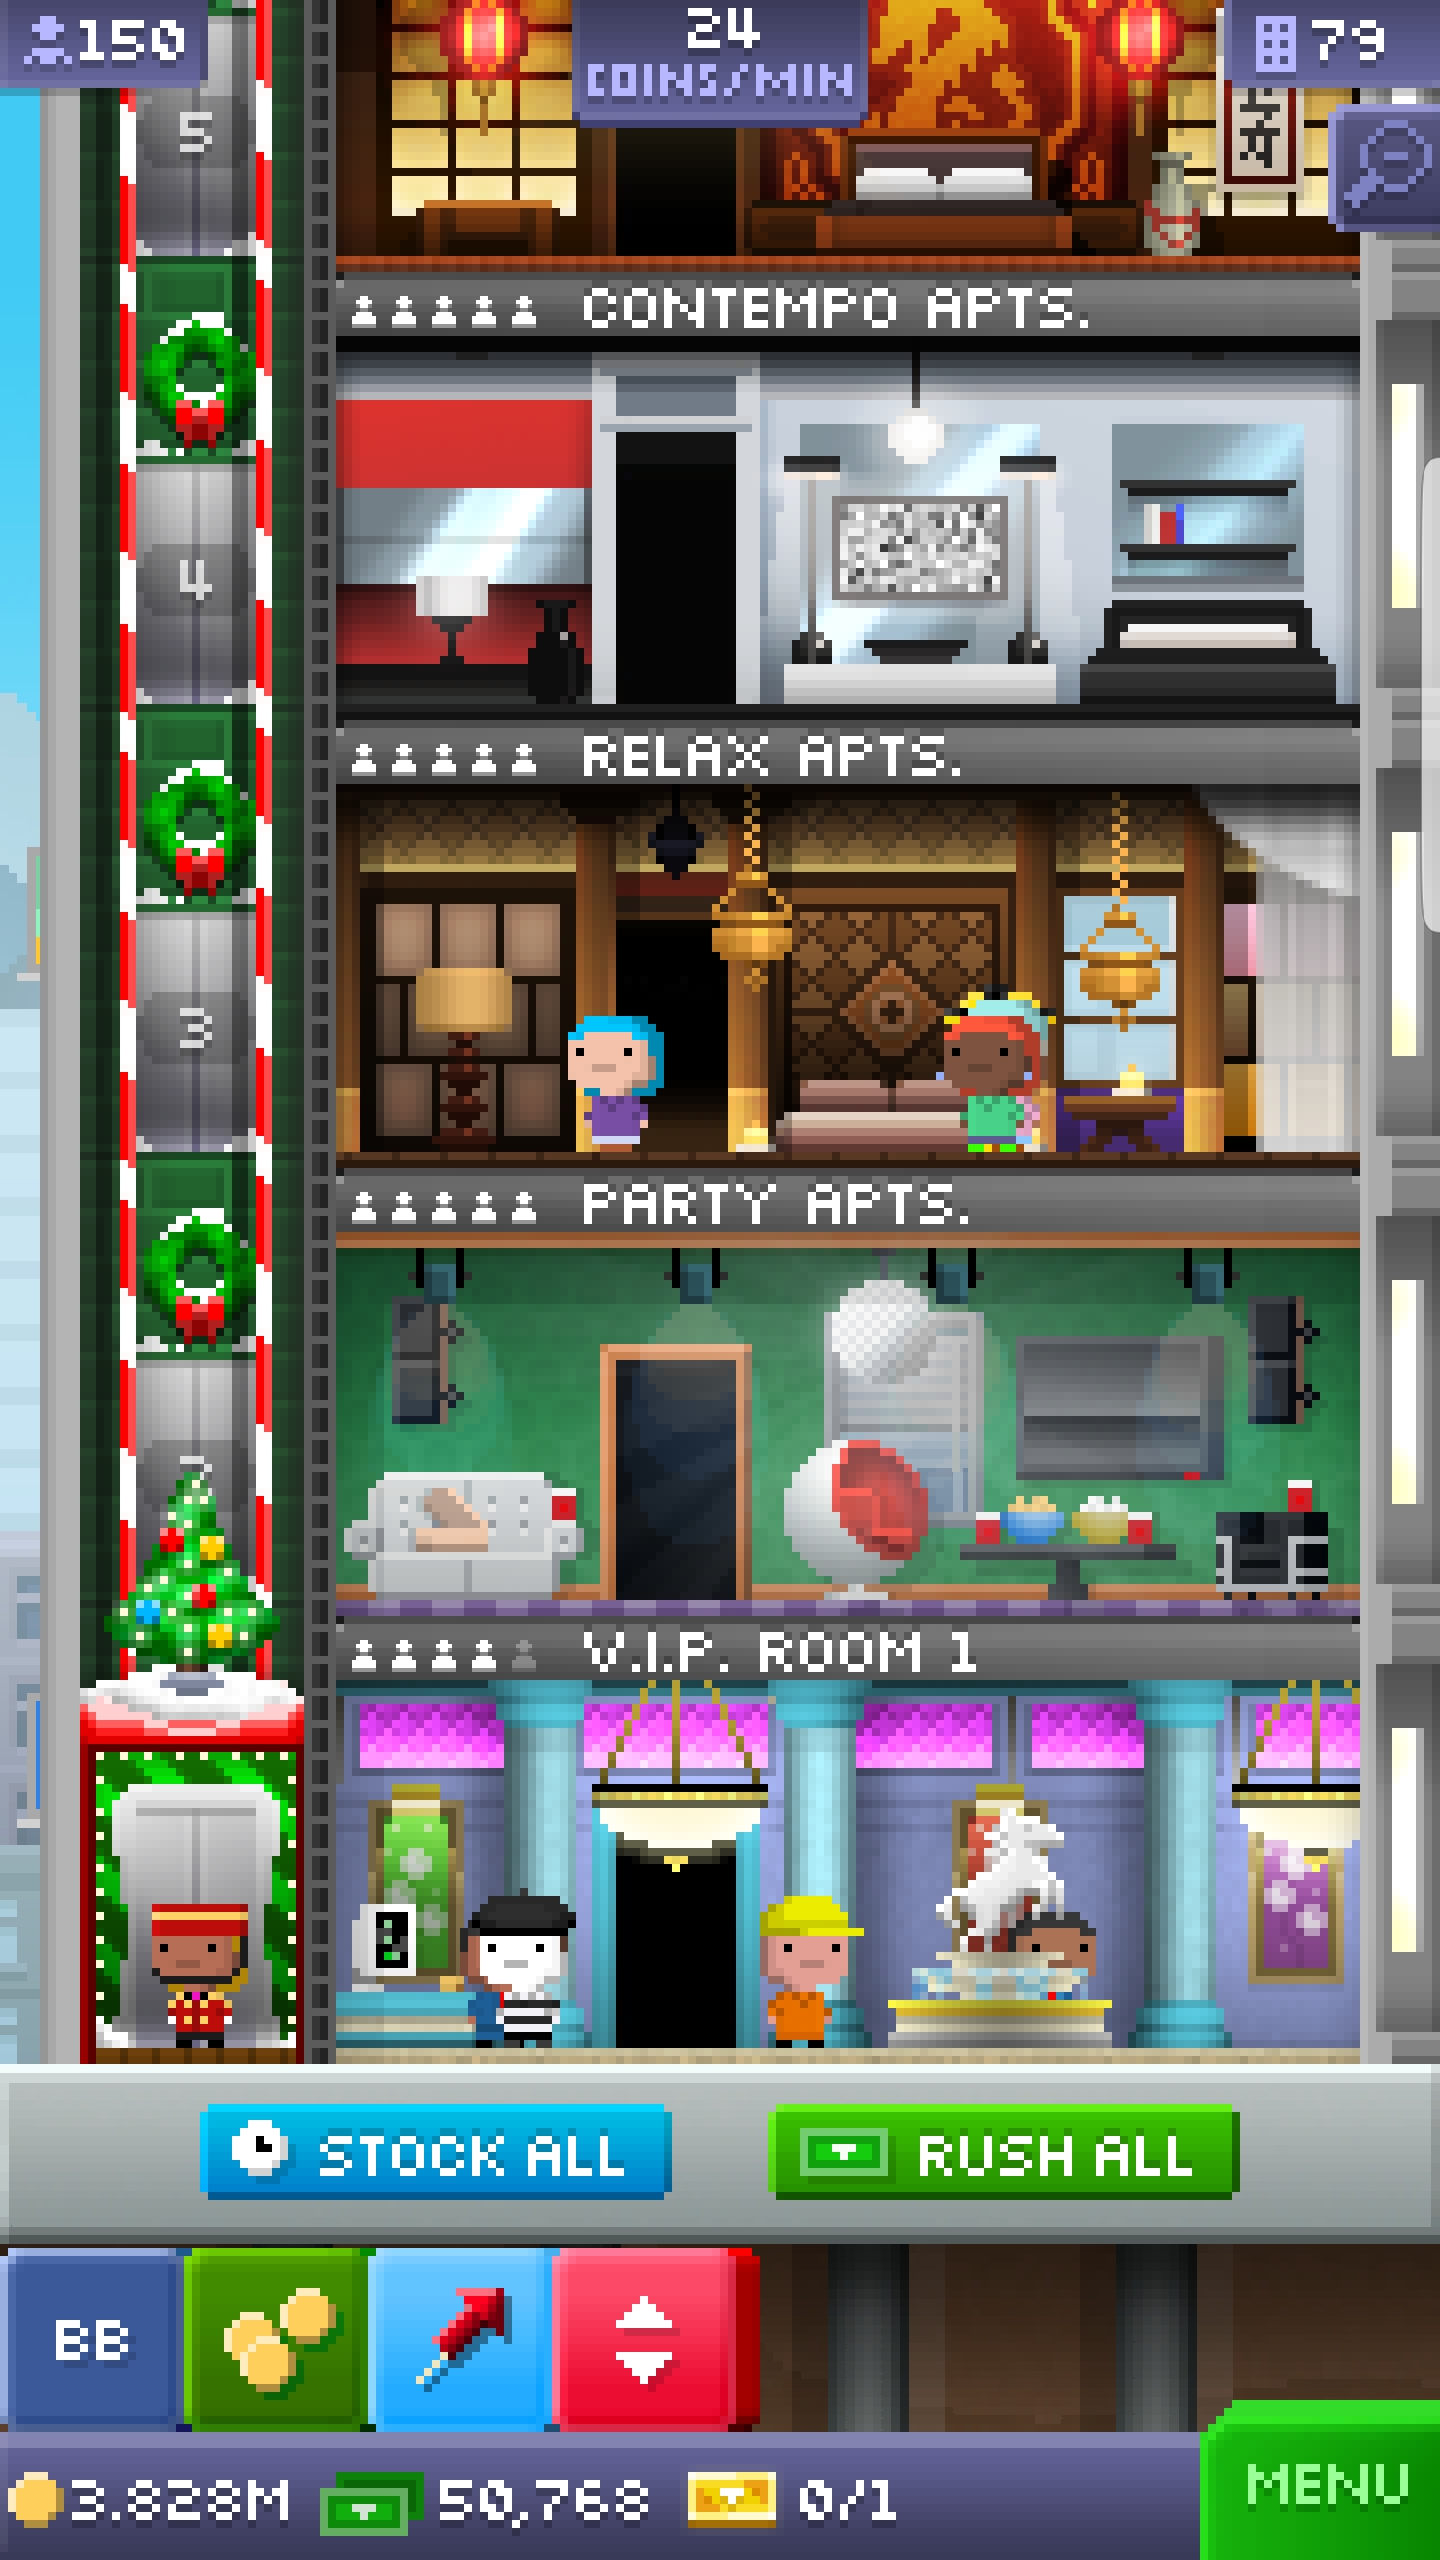 150
24
COINS/MIN
79
5
CONTEMPO APTS.
4
RELAX APTS.
3
PARTY APTS.
V.I.P. ROOM 1
STOCK ALL
RUSH ALL
BB
3.828M
50,768
0/1
MENU